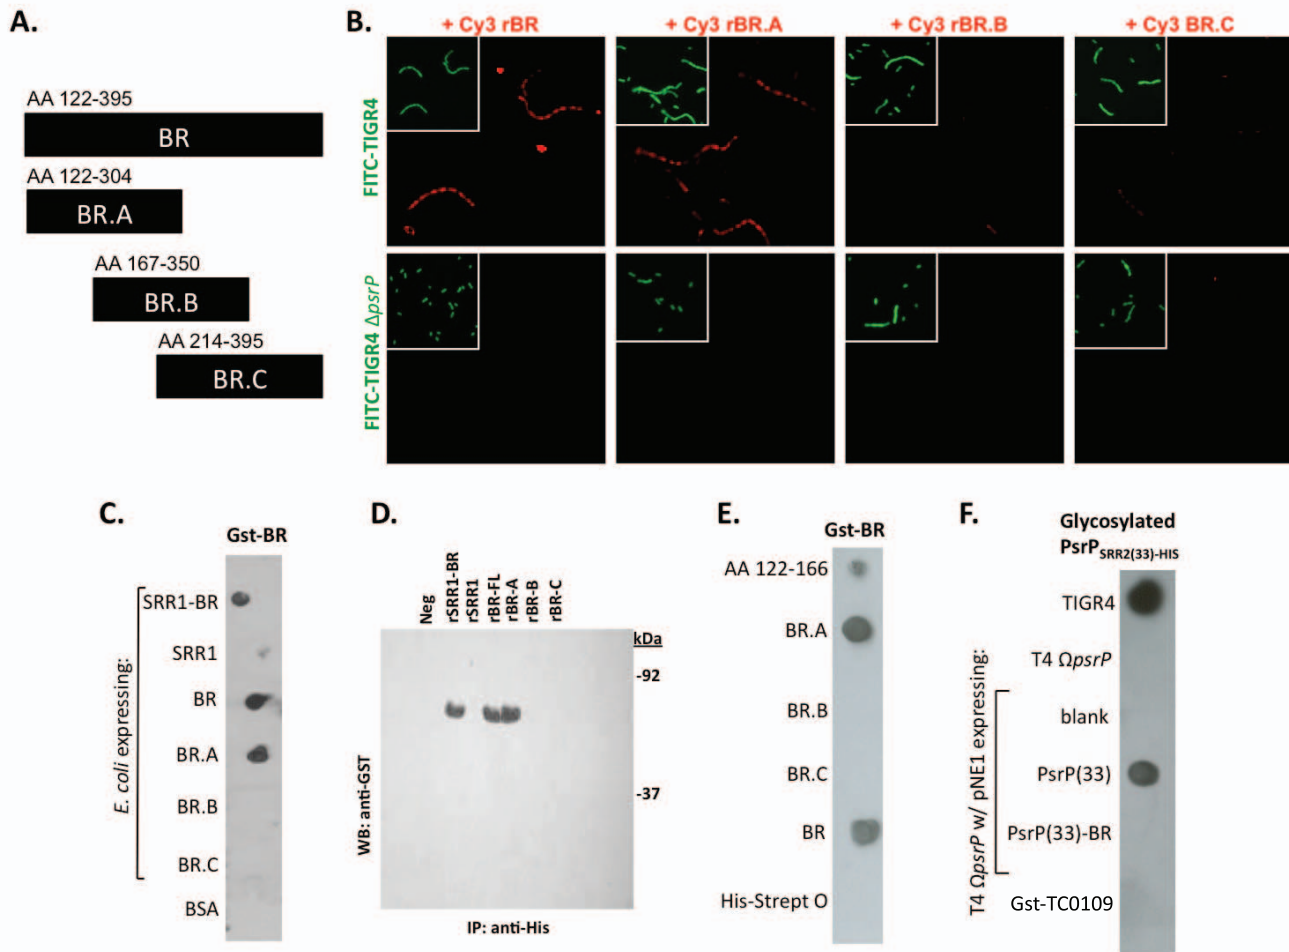 A.
AA 122-395
BR
AA 122-304
BR.A
AA 167-350
BR.B
AA 214-395
BR.C
B.
+ Cy3 rBR
+ Cy3 rBR.A
+ Cy3 rBR.B
+ Cy3 BR.C
FITC-TIGR4
FITC-TIGR4 ΔpsrP
C.
Gst-BR
E. coli expressing:
SRR1-BR
SRR1
BR
BR.A
BR.B
BR.C
BSA
D.
Neg
rSRR1-BR
rSRR1
rBR-FL
rBR-A
rBR-B
rBR-C
kDa
-92
-37
WB: anti-GST
IP: anti-His
E.
Gst-BR
AA 122-166
BR.A
BR.B
BR.C
BR
His-Strept O
F.
Glycosylated
PsrP SRR2(33)-HIS
TIGR4
T4 ΩpsrP
T4 ΩpsrP w/ pNE1 expressing:
blank
PsrP(33)
PsrP(33)-BR
Gst-TC0109